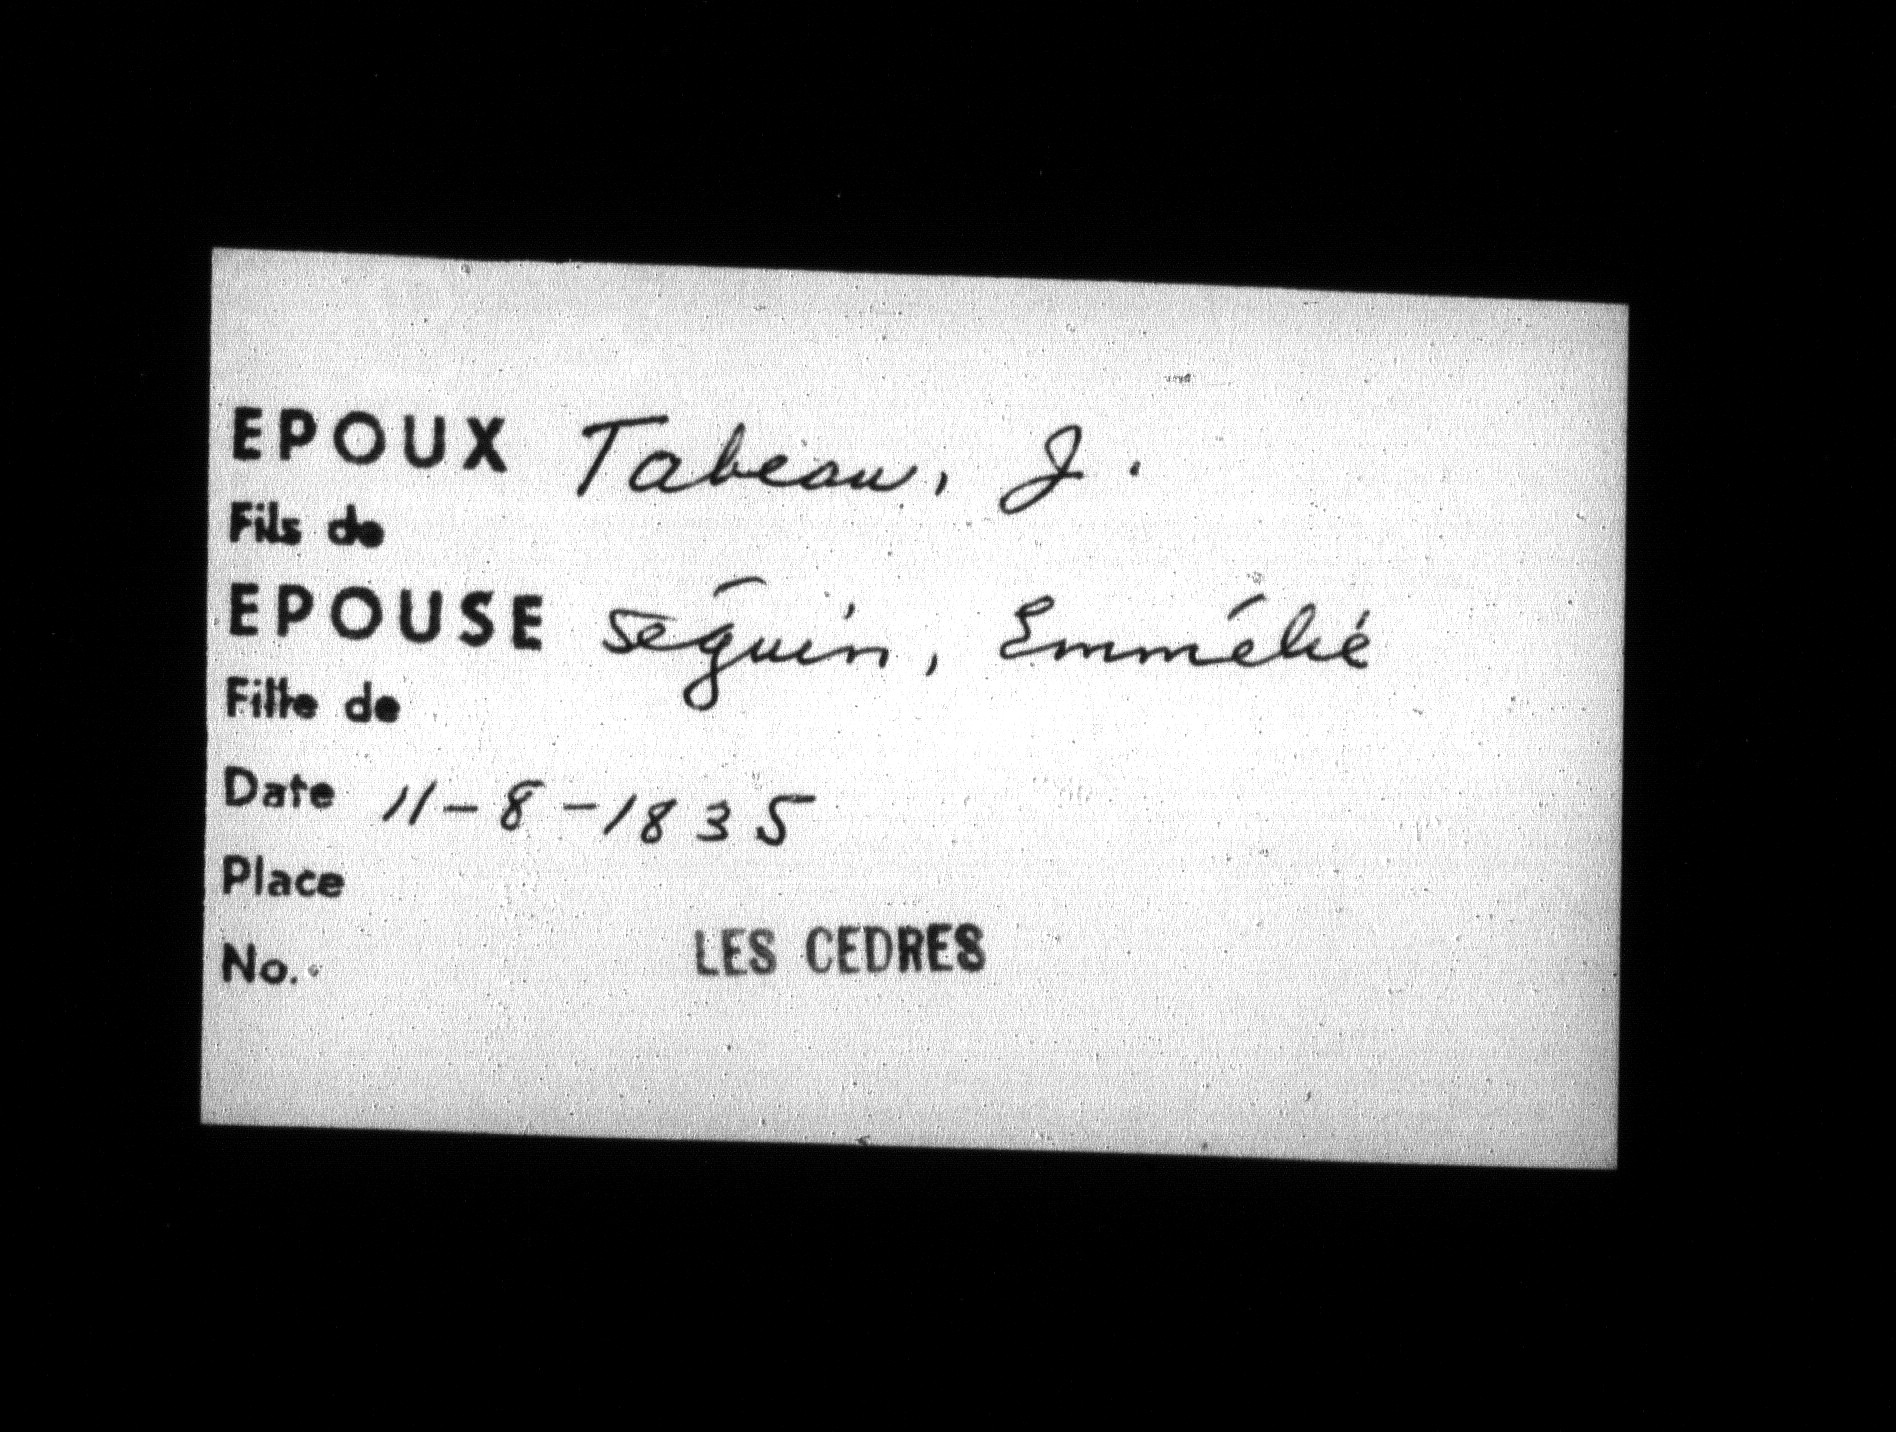 EPOUX Tabeau, J.
Fils de
EPOUSE Séguin, Emmélie
Fille de
Date 11-8-1835
Place
LES CEDRES
No.